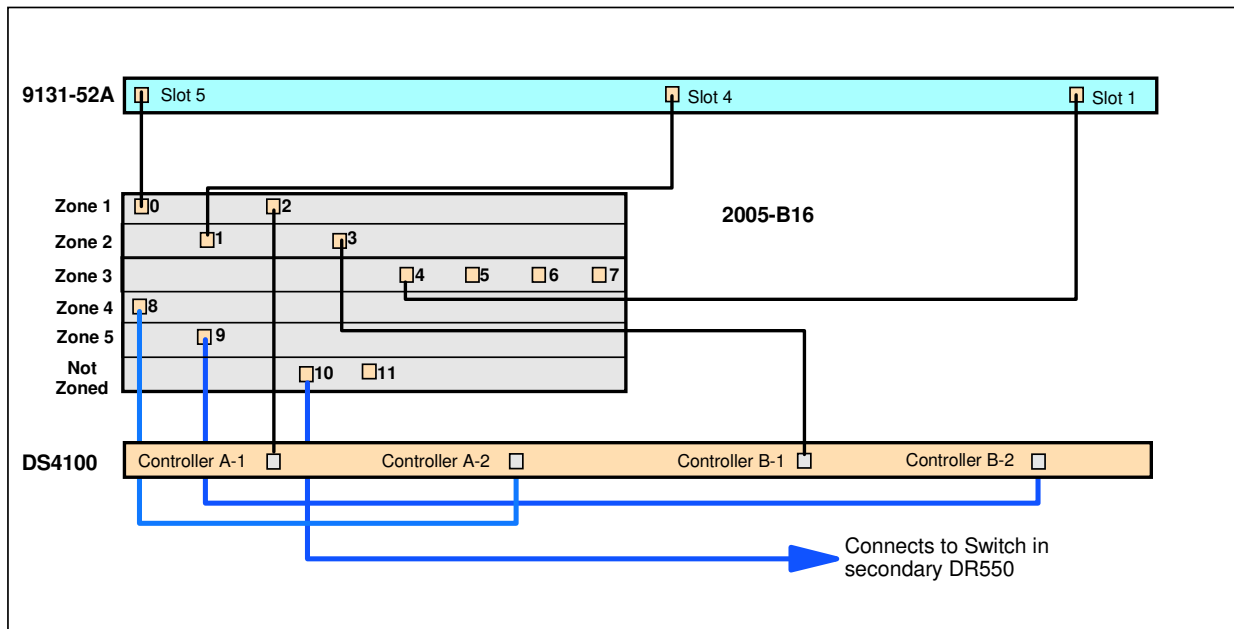 9131-52A Slot 5 Slot 4 Slot 1
2005-B16
Zone 1 0 2
Zone 2 1 3
Zone 3 4 5 6 7
Zone 4 8
Zone 5 9
Not
Zoned 10 11
DS4100 Controller A-1 Controller A-2 Controller B-1 Controller B-2
Connects to Switch in
secondary DR550